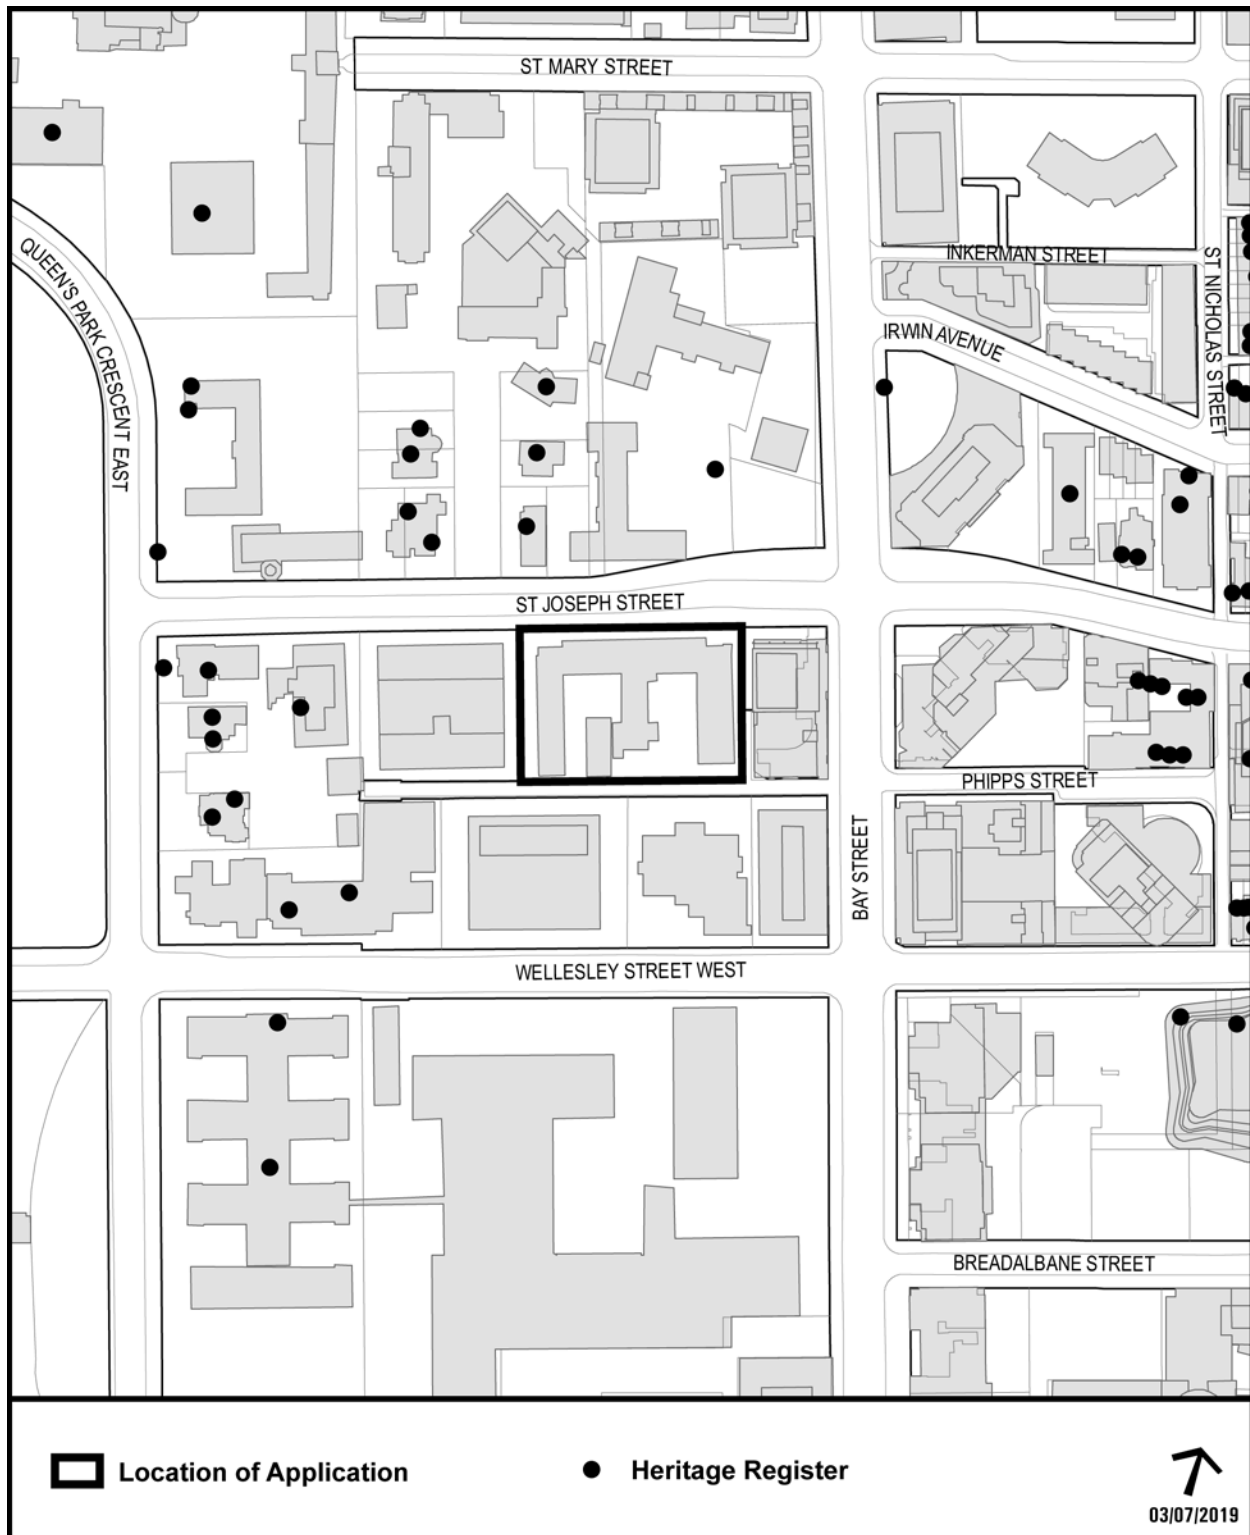 ST MARY STREET
INKERMAN STREET
ST NICHOLAS STREET
QUEEN'S PARK CRESCENT EAST
IRWIN AVENUE
ST JOSEPH STREET
PHIPPS STREET
BAY STREET
WELLESLEY STREET WEST
BREADALBANE STREET
Location of Application
Heritage Register
03/07/2019